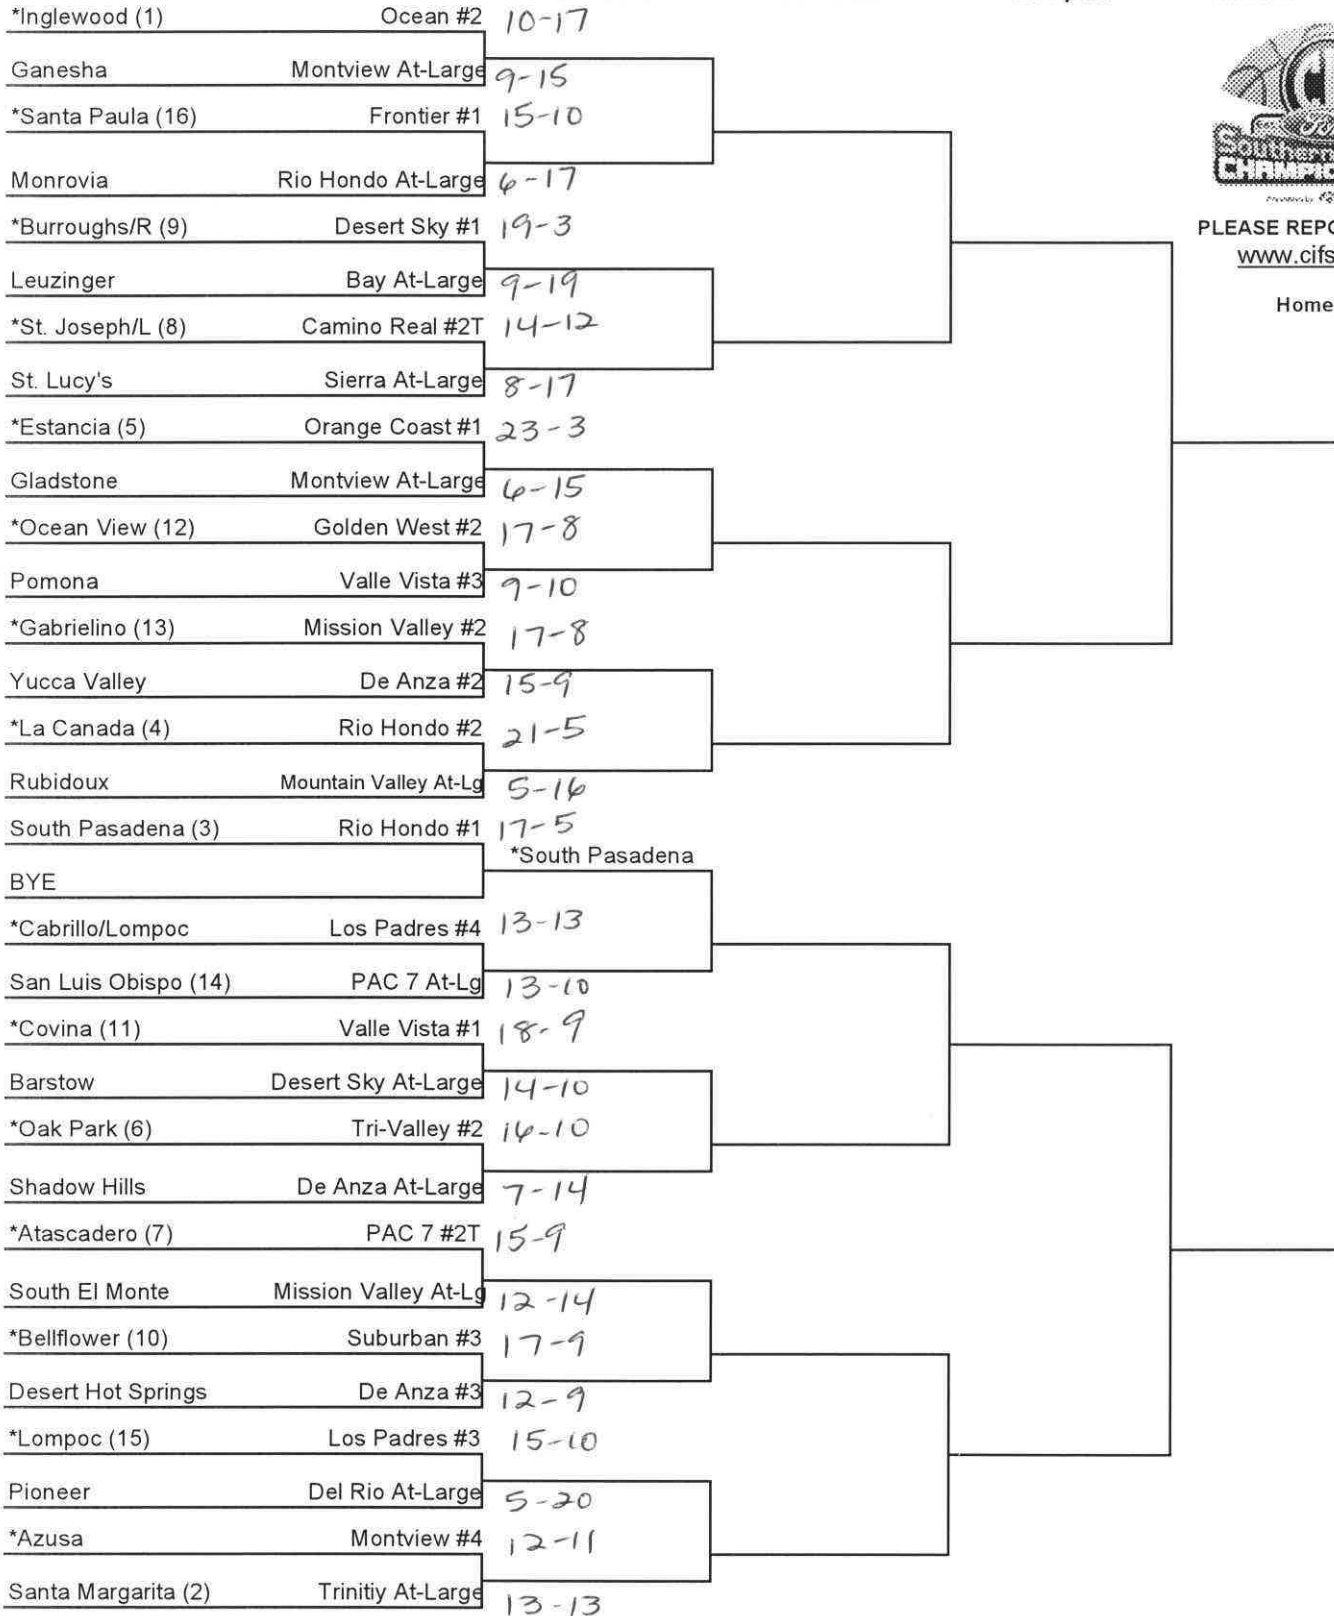 *Inglewood (1) Ocean #2 10-17
Ganesha Montview At-Large 9-15
*Santa Paula (16) Frontier #1 15-10
Monrovia Rio Hondo At-Large 6-17
*Burroughs/R (9) Desert Sky #1 19-3
Leuzinger Bay At-Large 9-19
*St. Joseph/L (8) Camino Real #2T 14-12
St. Lucy's Sierra At-Large 8-17
*Estancia (5) Orange Coast #1 23-3
Gladstone Montview At-Large 6-15
*Ocean View (12) Golden West #2 17-8
Pomona Valle Vista #3 9-10
*Gabrielino (13) Mission Valley #2 17-8
Yucca Valley De Anza #2 15-9
*La Canada (4) Rio Hondo #2 21-5
Rubidoux Mountain Valley At-Lg 5-16
South Pasadena (3) Rio Hondo #1 17-5
*South Pasadena
BYE
*Cabrillo/Lompoc Los Padres #4 13-13
San Luis Obispo (14) PAC 7 At-Lg 13-10
*Covina (11) Valle Vista #1 18-9
Barstow Desert Sky At-Large 14-10
*Oak Park (6) Tri-Valley #2 16-10
Shadow Hills De Anza At-Large 7-14
*Atascadero (7) PAC 7 #2T 15-9
South El Monte Mission Valley At-Lg 12-14
*Bellflower (10) Suburban #3 17-9
Desert Hot Springs De Anza #3 12-9
*Lompoc (15) Los Padres #3 15-10
Pioneer Del Rio At-Large 5-20
*Azusa Montview #4 12-11
Santa Margarita (2) Trinitiy At-Large 13-13
Southern
CHAMPIO
PLEASE REPO
www.cifs
Home